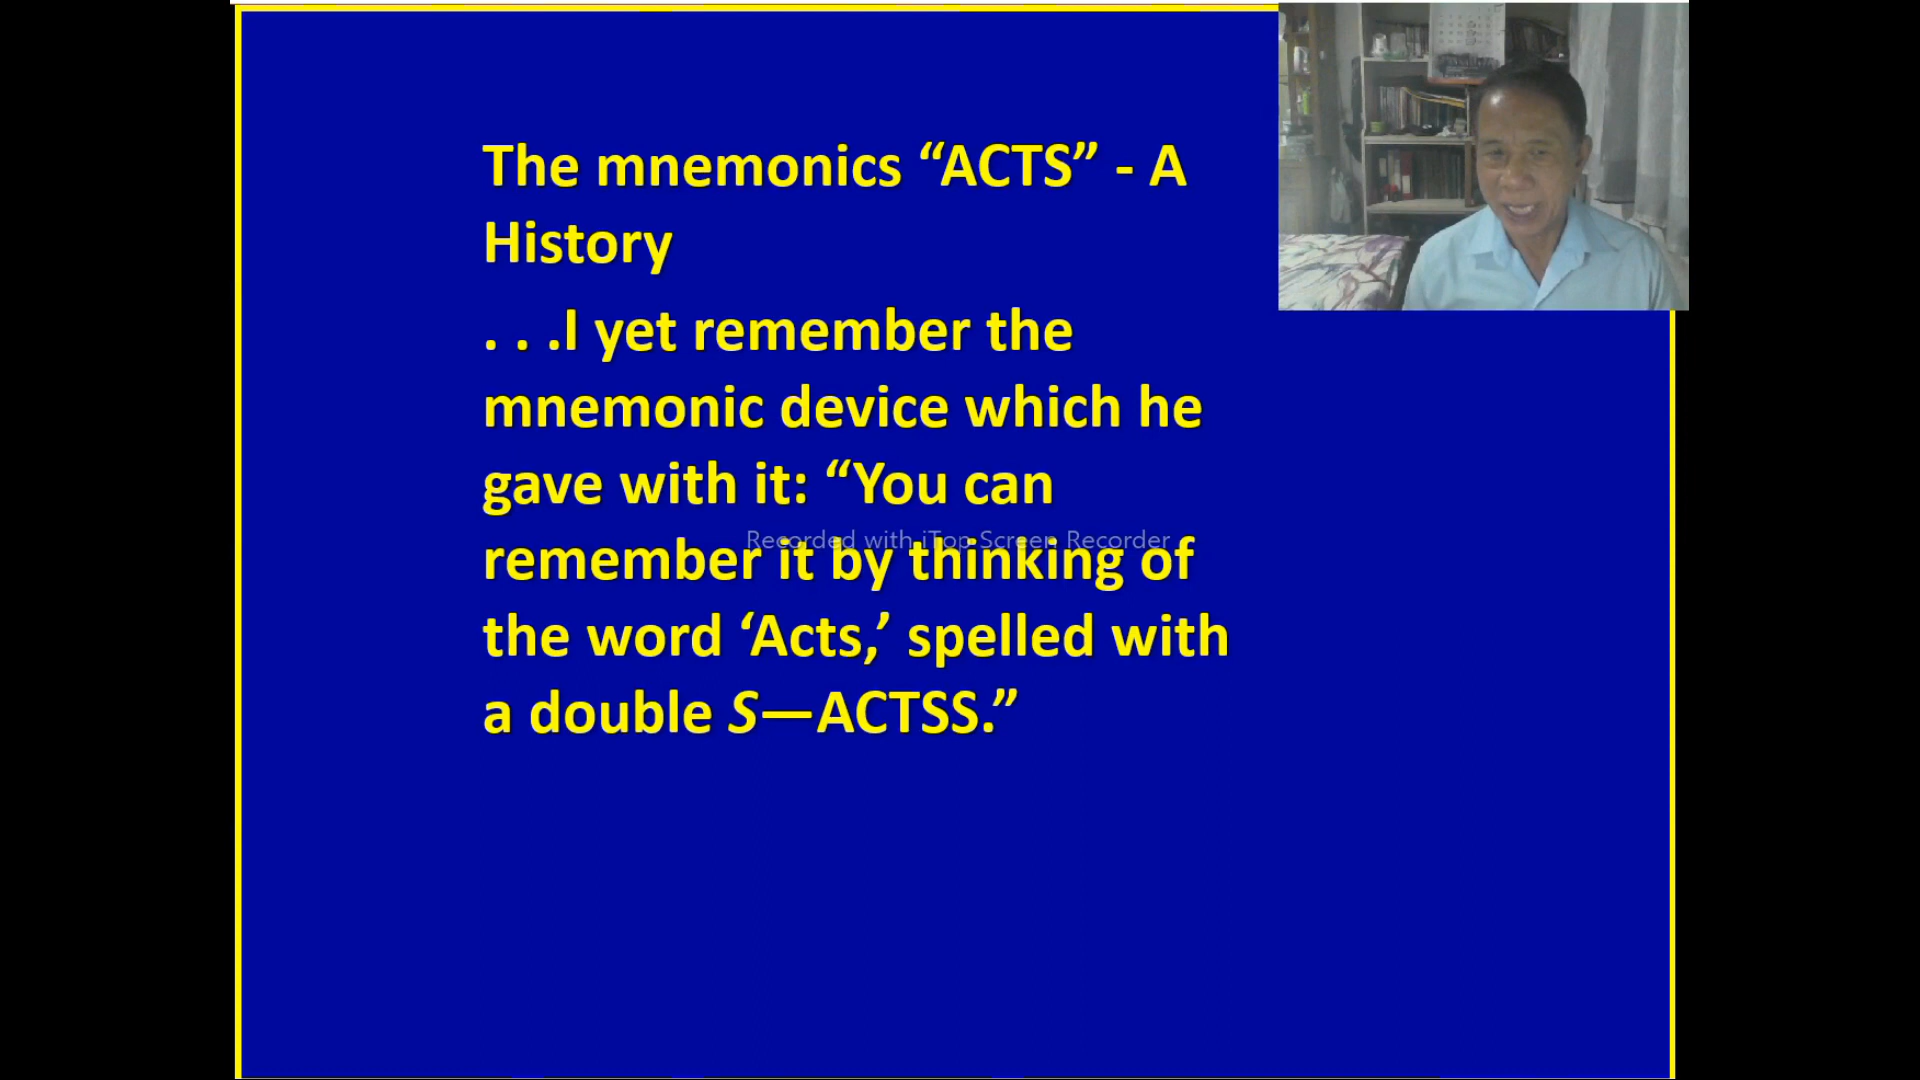 The mnemonics “ACTS” - A
History
. . .I yet remember the
mnemonic device which he
gave with it: “You can
Recorded with iTop Screen Recorder
remember it by thinking of
the word ‘Acts,’ spelled with
a double S—ACTSS.”